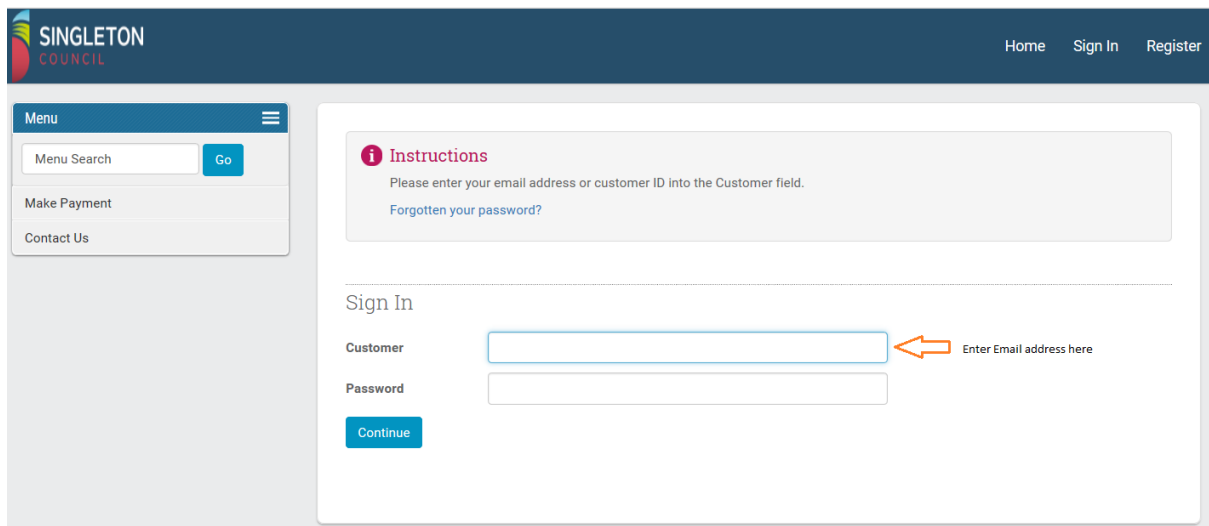 SINGLETON
COUNCIL
Home Sign In Register
Menu
Menu Search Go
Make Payment
Contact Us
Instructions
Please enter your email address or customer ID into the Customer field.
Forgotten your password?
Sign In
Customer
Enter Email address here
Password
Continue